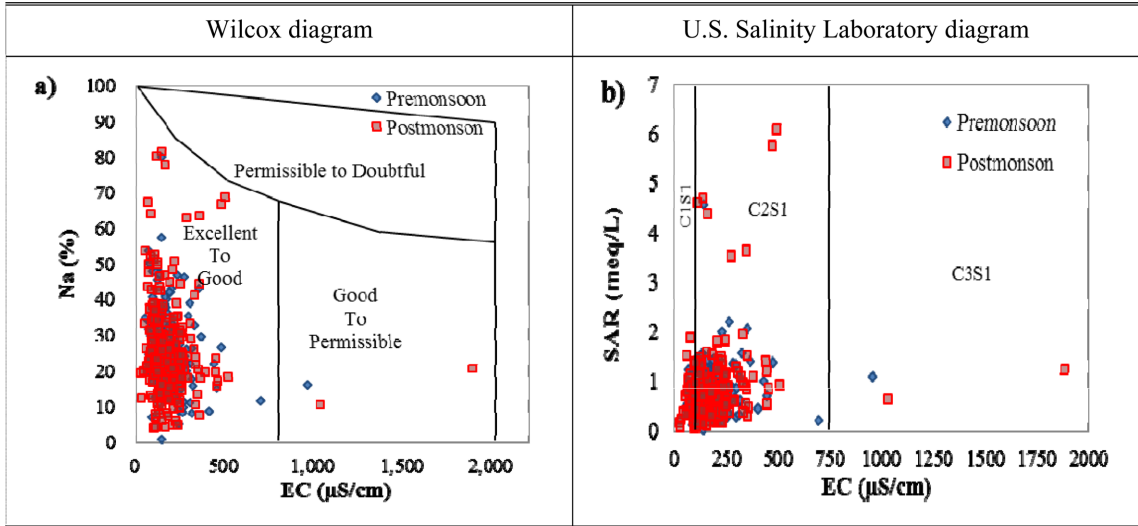 Wilcox diagram
U.S. Salinity Laboratory diagram
a)
100
90
80
70
60
50
40
30
20
10
0
Na (%)
Premonsoon
Postmonson
Permissible to Doubtful
Excellent
To
Good
Good
To
Permissible
0
500
1,000
1,500
2,000
EC (µS/cm)
b)
7
6
5
4
3
2
1
0
SAR (meq/L)
Premonsoon
Postmonson
C1S1
C2S1
C3S1
0
250
500
750
1000
1250
1500
1750
2000
EC (µS/cm)